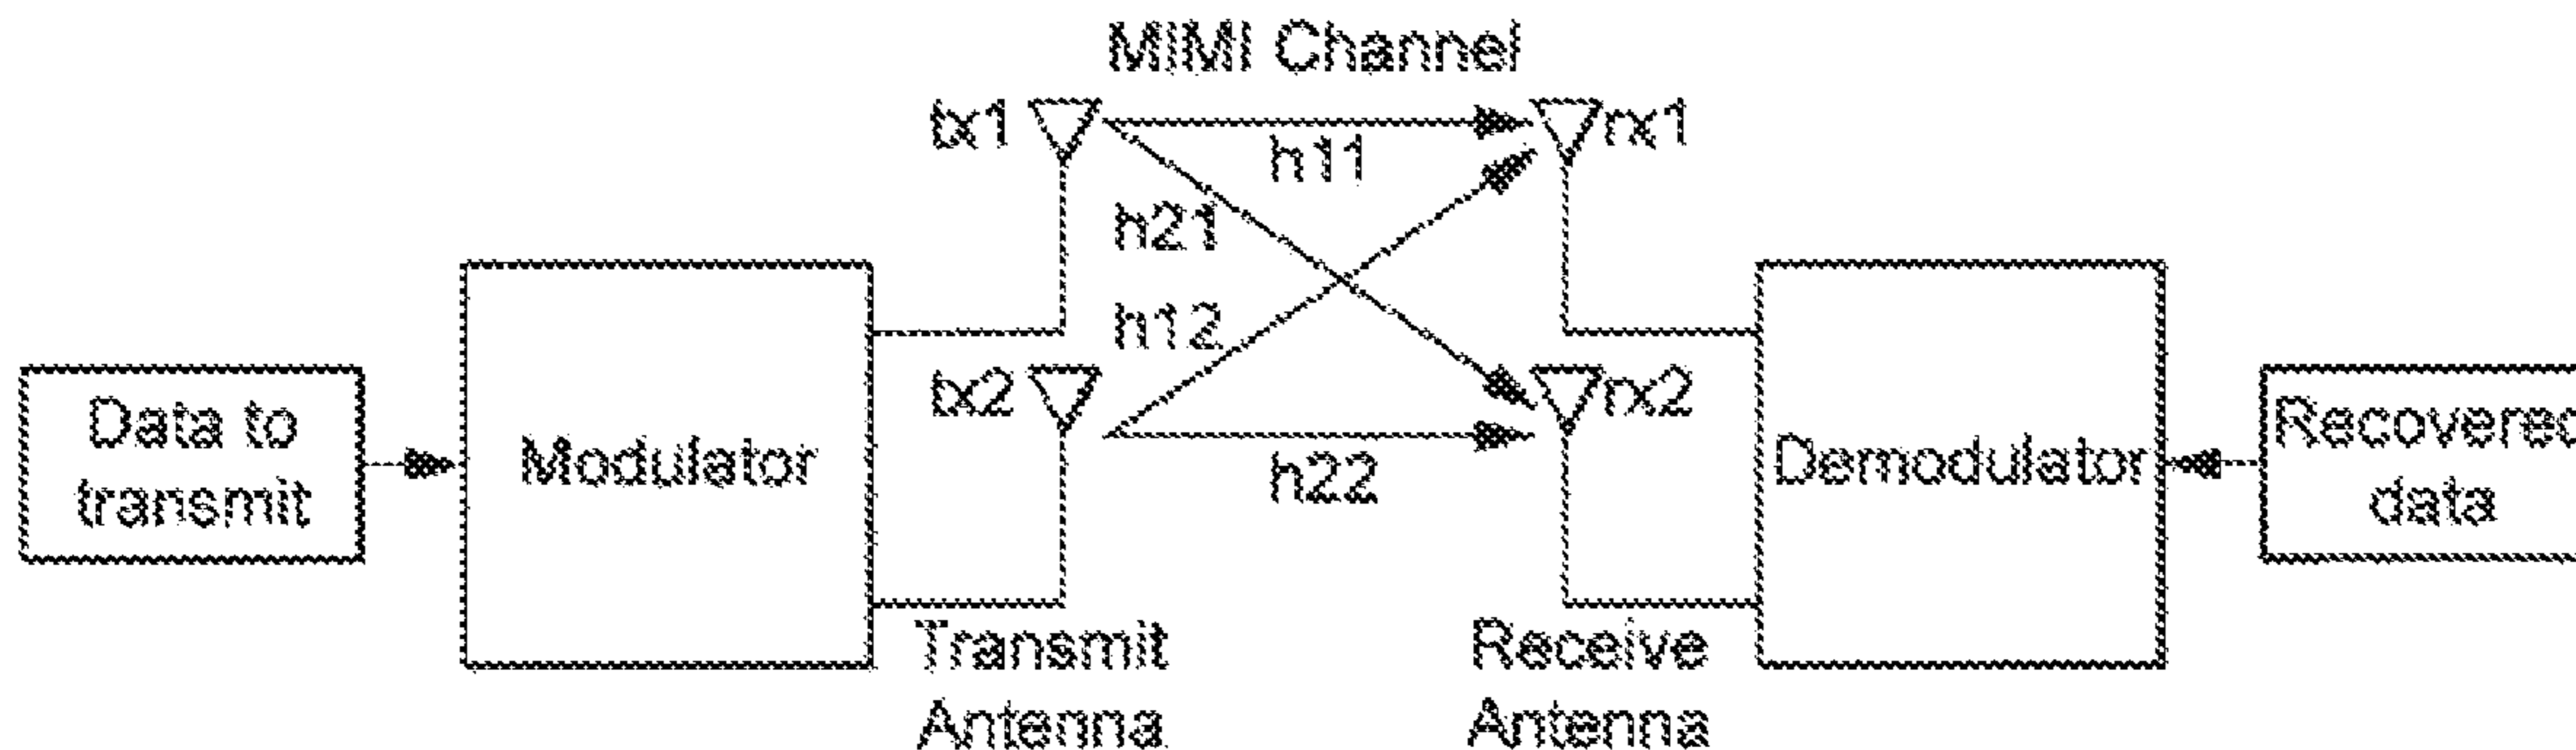 MIMI Channel
tx1
rx1
h11
h21
h12
tx2
rx2
h22
Data to
transmit
Modulator
Demodulator
Recovered
data
Transmit
Antenna
Receive
Antenna